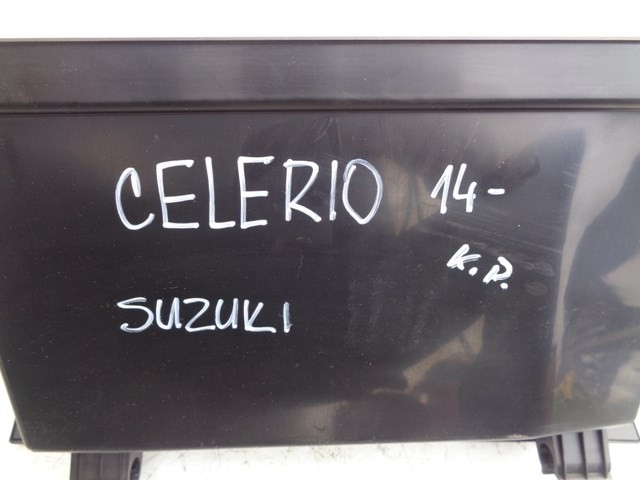 CELERIO 14-
K.P.
SUZUKI